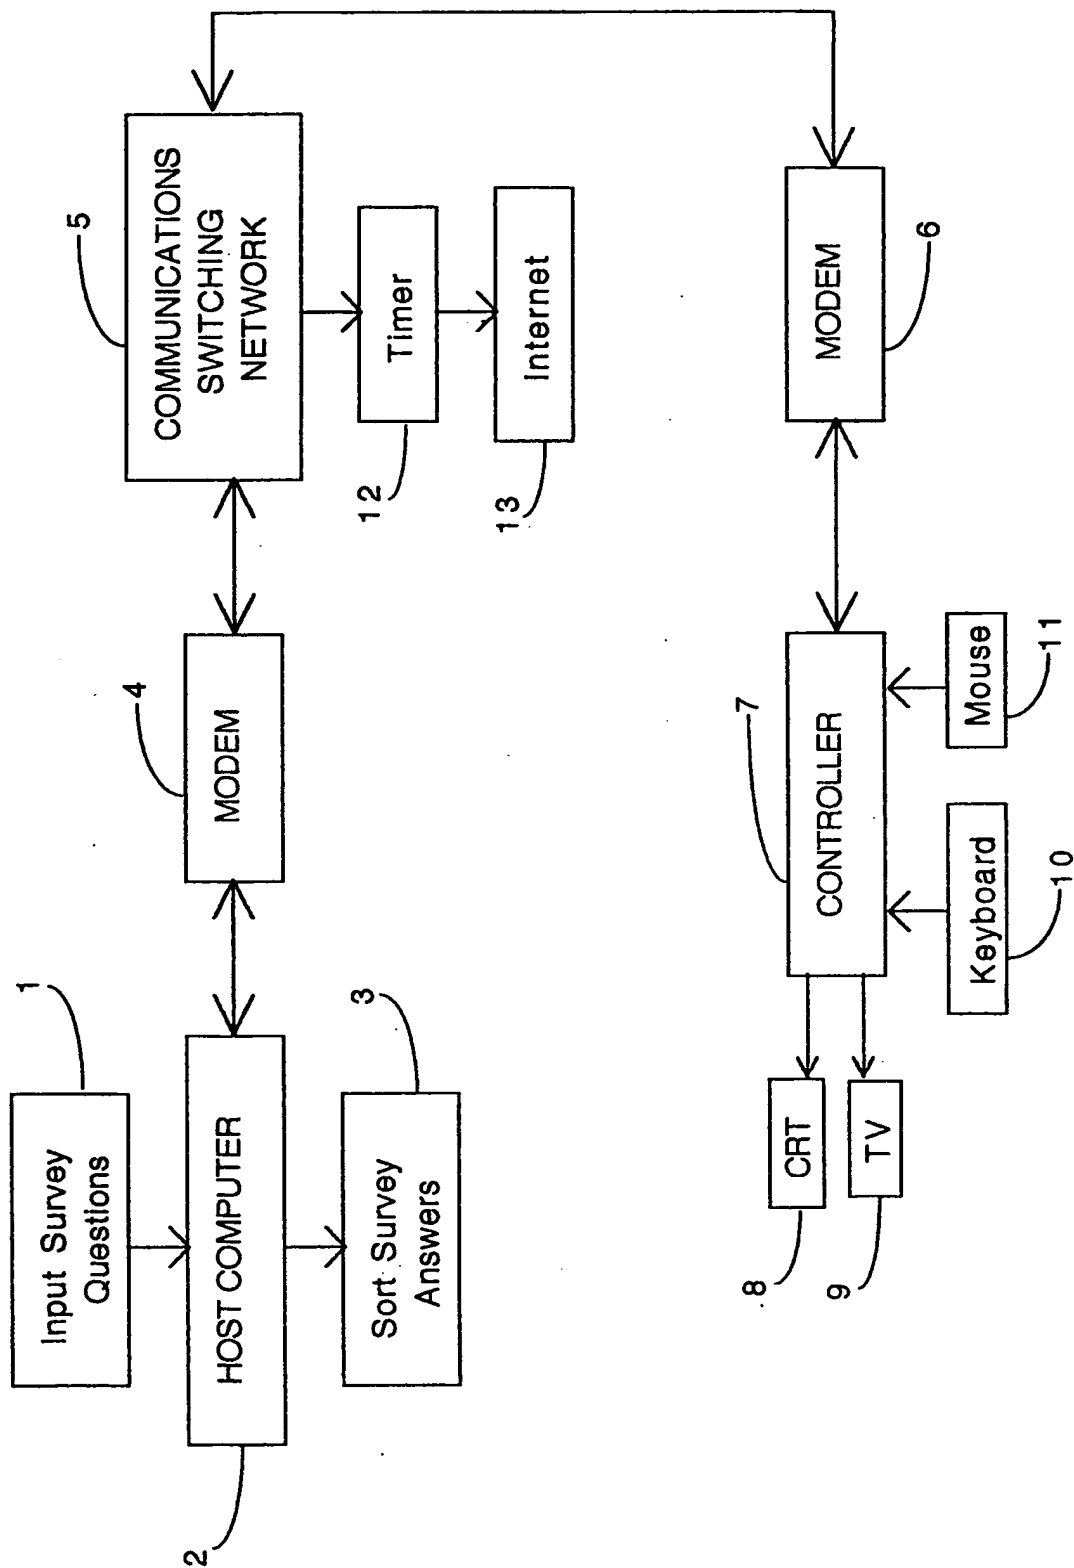 1
Input Survey
Questions
HOST COMPUTER
2
Sort Survey
Answers
3
4
MODEM
5
COMMUNICATIONS
SWITCHING
NETWORK
Timer
12
Internet
13
MODEM
6
7
CONTROLLER
CRT
8
TV
9
Keyboard
10
Mouse
11